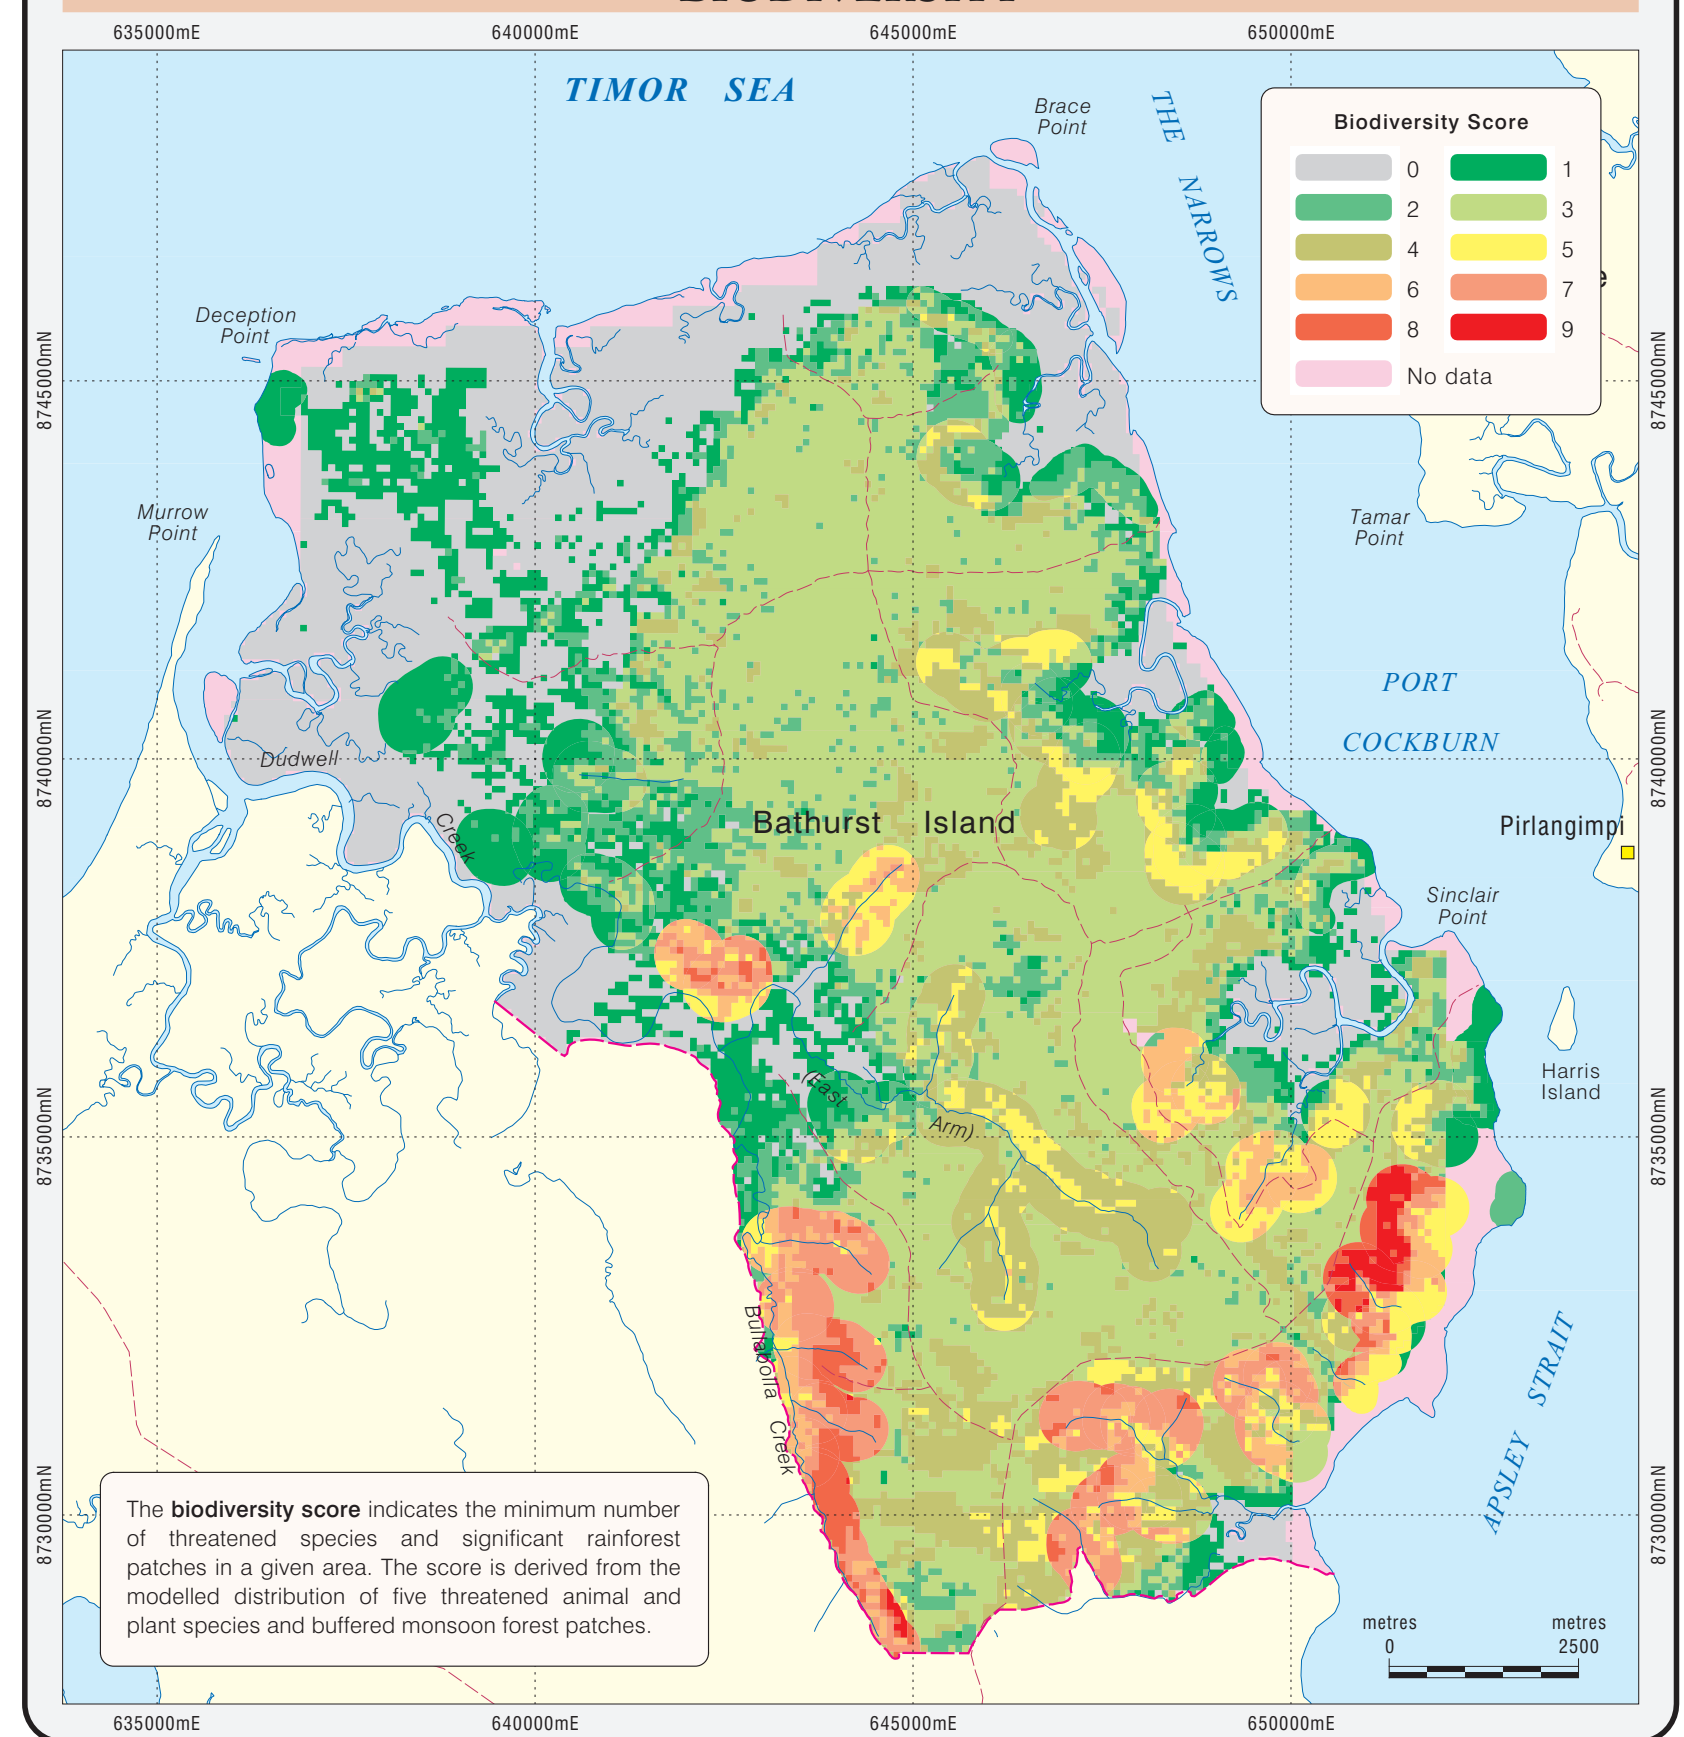 BIODIVERSITY
635000mE 640000mE 645000mE 650000mE
TIMOR SEA
Brace
Point
THE NARROWS
Biodiversity Score
0 1
2 3
4 5
6 7
8 9
No data
e
Deception
Point
8745000mN 8745000mN
Murrow
Point
Tamar
Point
PORT
COCKBURN
8740000mN 8740000mN
Dudwell
Creek
Bathurst Island
Pirlangimpi
Sinclair
Point
Harris
Island
(East
Arm)
8735000mN 8735000mN
Bullabolla Creek
APSLEY STRAIT
8730000mN 8730000mN
The biodiversity score indicates the minimum number
of threatened species and significant rainforest
patches in a given area. The score is derived from the
modelled distribution of five threatened animal and
plant species and buffered monsoon forest patches.
metres metres
0 2500
635000mE 640000mE 645000mE 650000mE